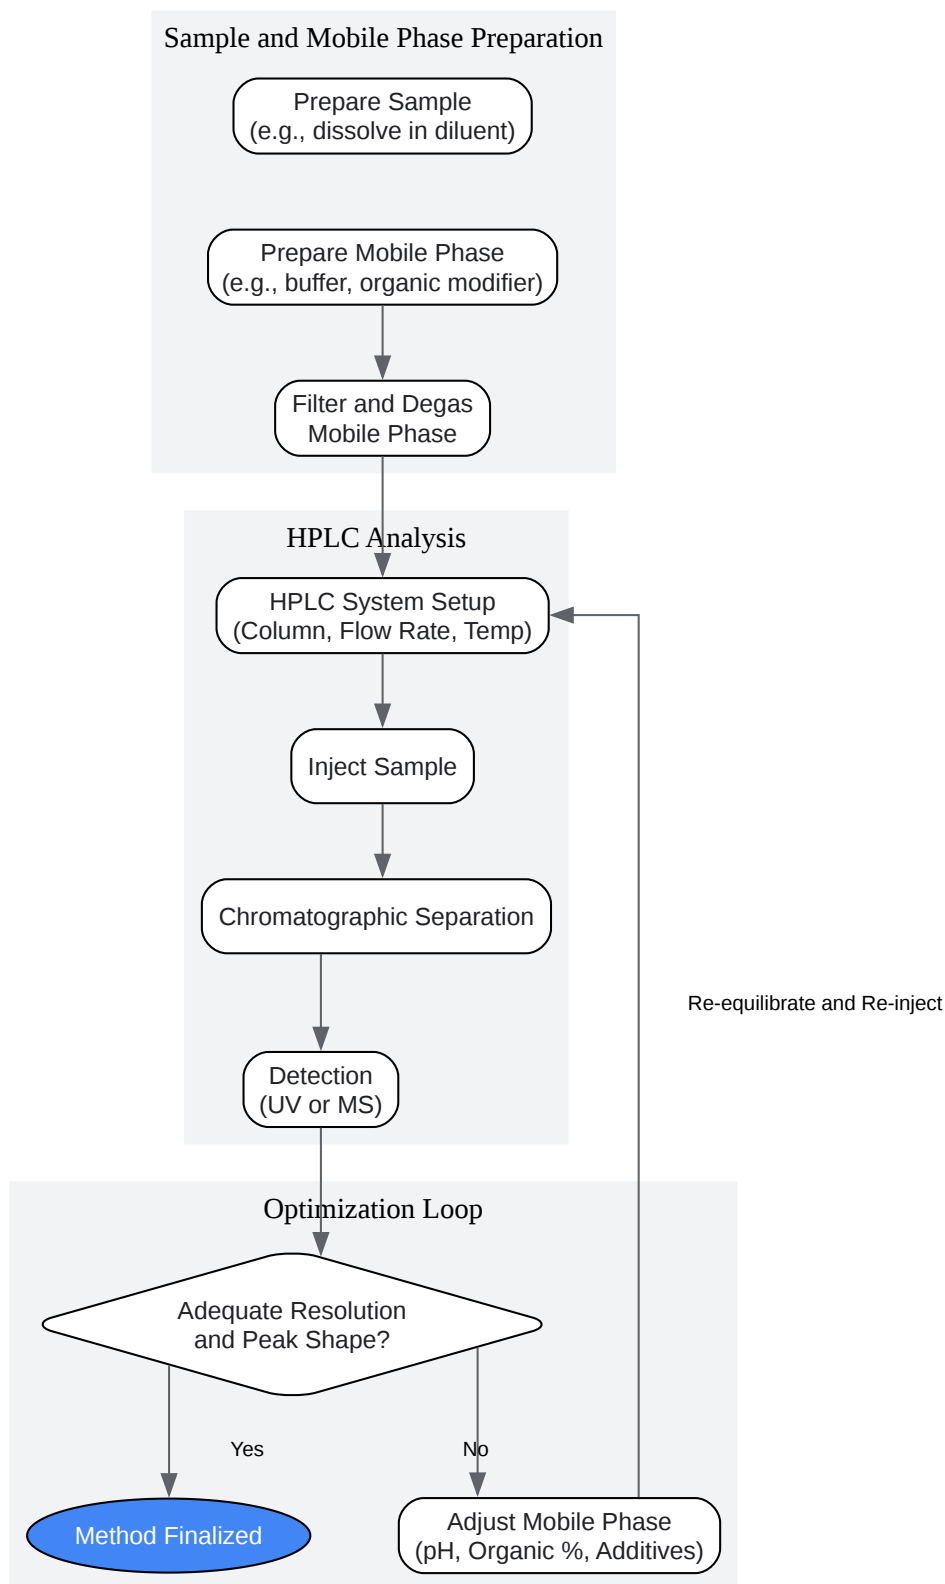 Sample and Mobile Phase Preparation
Prepare Sample
(e.g., dissolve in diluent)
Prepare Mobile Phase
(e.g., buffer, organic modifier)
Filter and Degas
Mobile Phase
HPLC Analysis
HPLC System Setup
(Column, Flow Rate, Temp)
Inject Sample
Chromatographic Separation
Re-equilibrate and Re-inject
Detection
(UV or MS)
Optimization Loop
Adequate Resolution
and Peak Shape?
Yes
No
Method Finalized
Adjust Mobile Phase
(pH, Organic %, Additives)